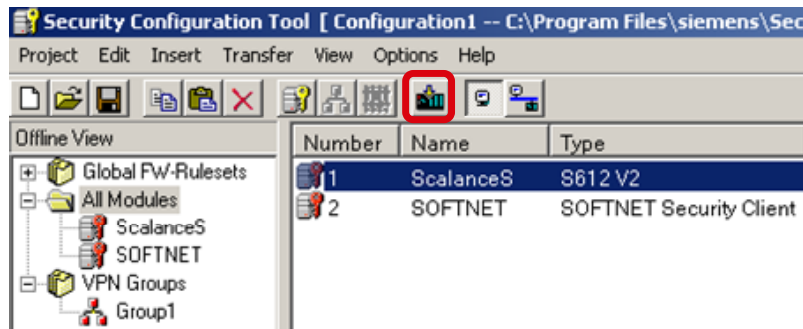 Security Configuration Tool [ Configuration1 -- C:\Program Files\siemens\Sec
Project Edit Insert Transfer View Options Help
Offline View
Global FW-Rulesets
All Modules
ScalanceS
SOFTNET
VPN Groups
Group1
Number Name Type
1 ScalanceS S612 V2
2 SOFTNET SOFTNET Security Client